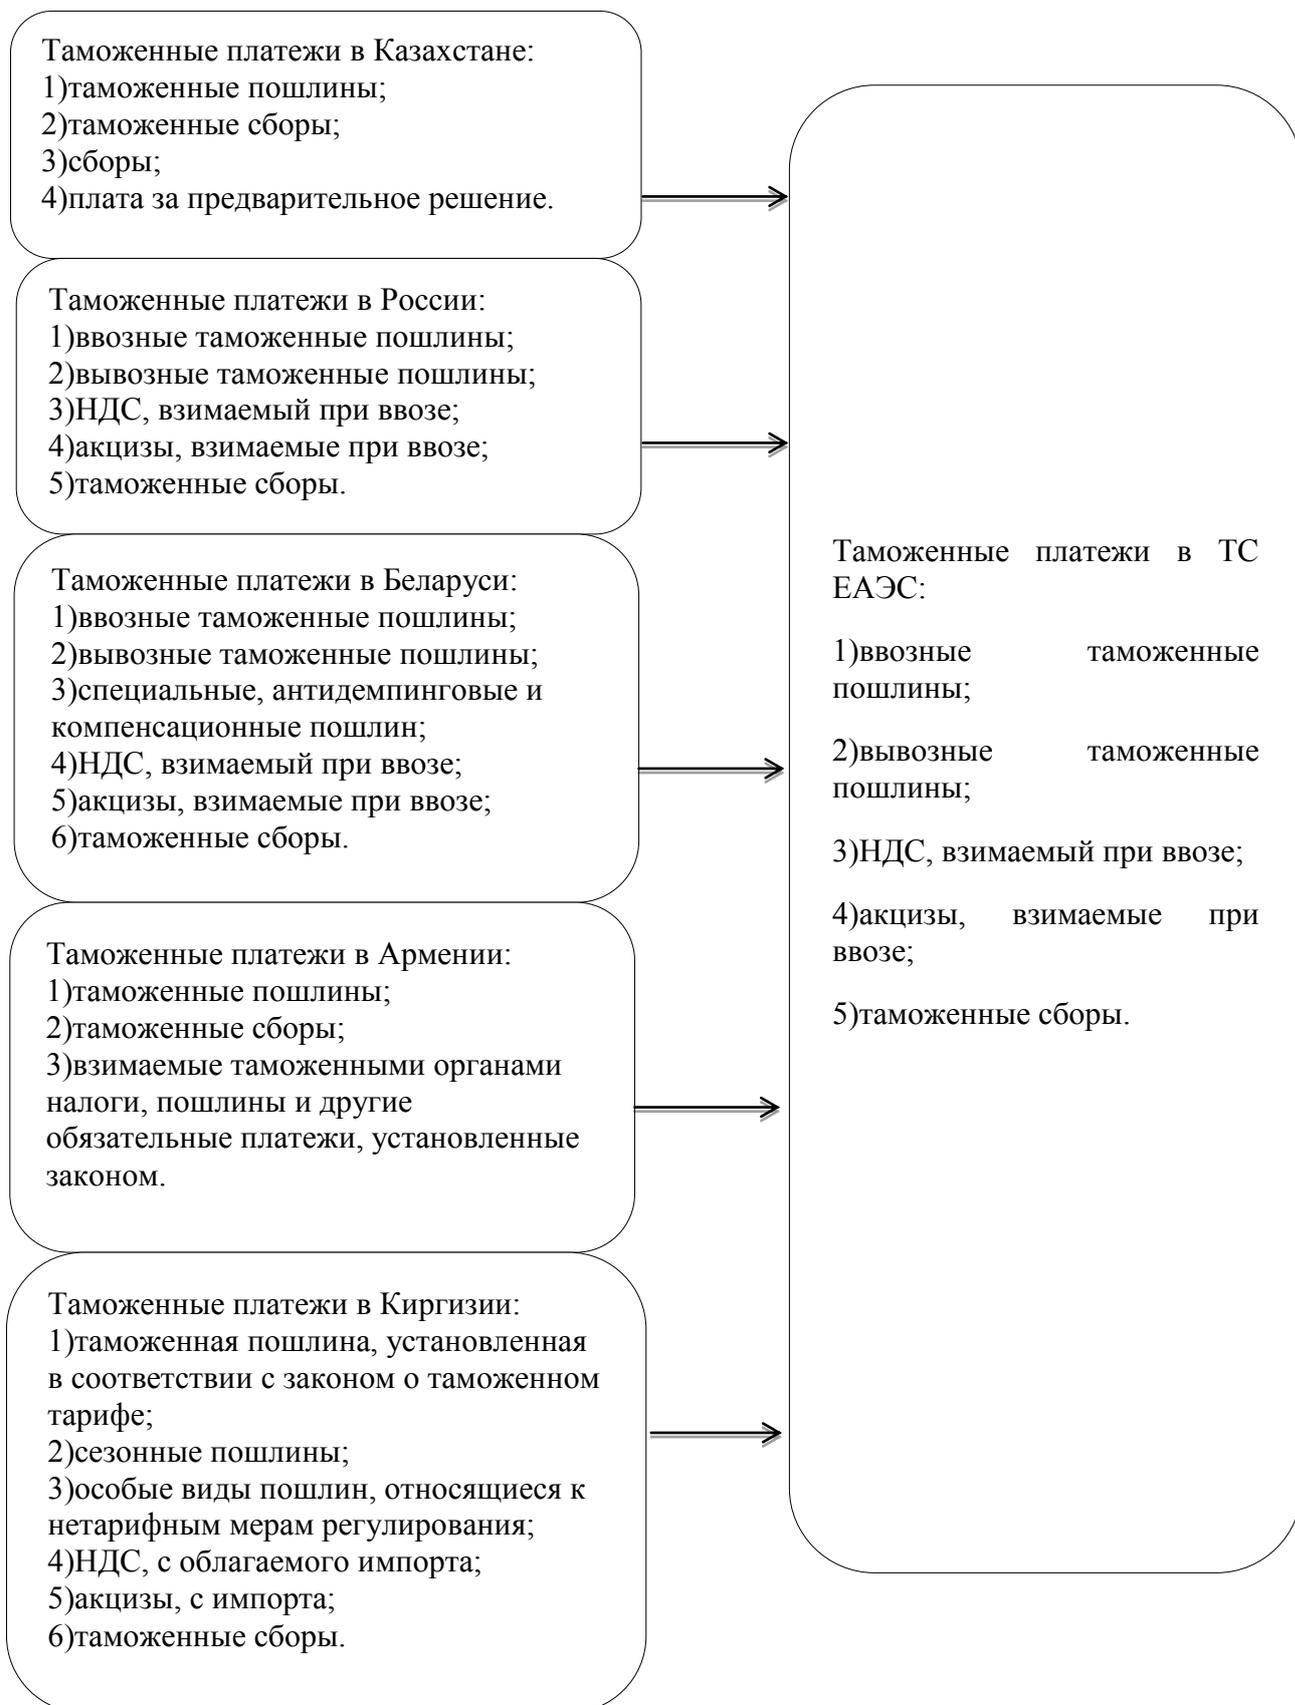 Таможенные платежи в Казахстане:
1)таможенные пошлины;
2)таможенные сборы;
3)сборы;
4)плата за предварительное решение.
Таможенные платежи в России:
1)ввозные таможенные пошлины;
2)вывозные таможенные пошлины;
3)НДС, взимаемый при ввозе;
4)акцизы, взимаемые при ввозе;
5)таможенные сборы.
Таможенные платежи в Беларуси:
1)ввозные таможенные пошлины;
2)вывозные таможенные пошлины;
3)специальные, антидемпинговые и
компенсационные пошлин;
4)НДС, взимаемый при ввозе;
5)акцизы, взимаемые при ввозе;
6)таможенные сборы.
Таможенные платежи в Армении:
1)таможенные пошлины;
2)таможенные сборы;
3)взимаемые таможенными органами
налоги, пошлины и другие
обязательные платежи, установленные
законом.
Таможенные платежи в Киргизии:
1)таможенная пошлина, установленная
в соответствии с законом о таможенном
тарифе;
2)сезонные пошлины;
3)особые виды пошлин, относящиеся к
нетарифным мерам регулирования;
4)НДС, с облагаемого импорта;
5)акцизы, с импорта;
6)таможенные сборы.
Таможенные платежи в ТС
ЕАЭС:
1)ввозные таможенные
пошлины;
2)вывозные таможенные
пошлины;
3)НДС, взимаемый при ввозе;
4)акцизы, взимаемые при
ввозе;
5)таможенные сборы.